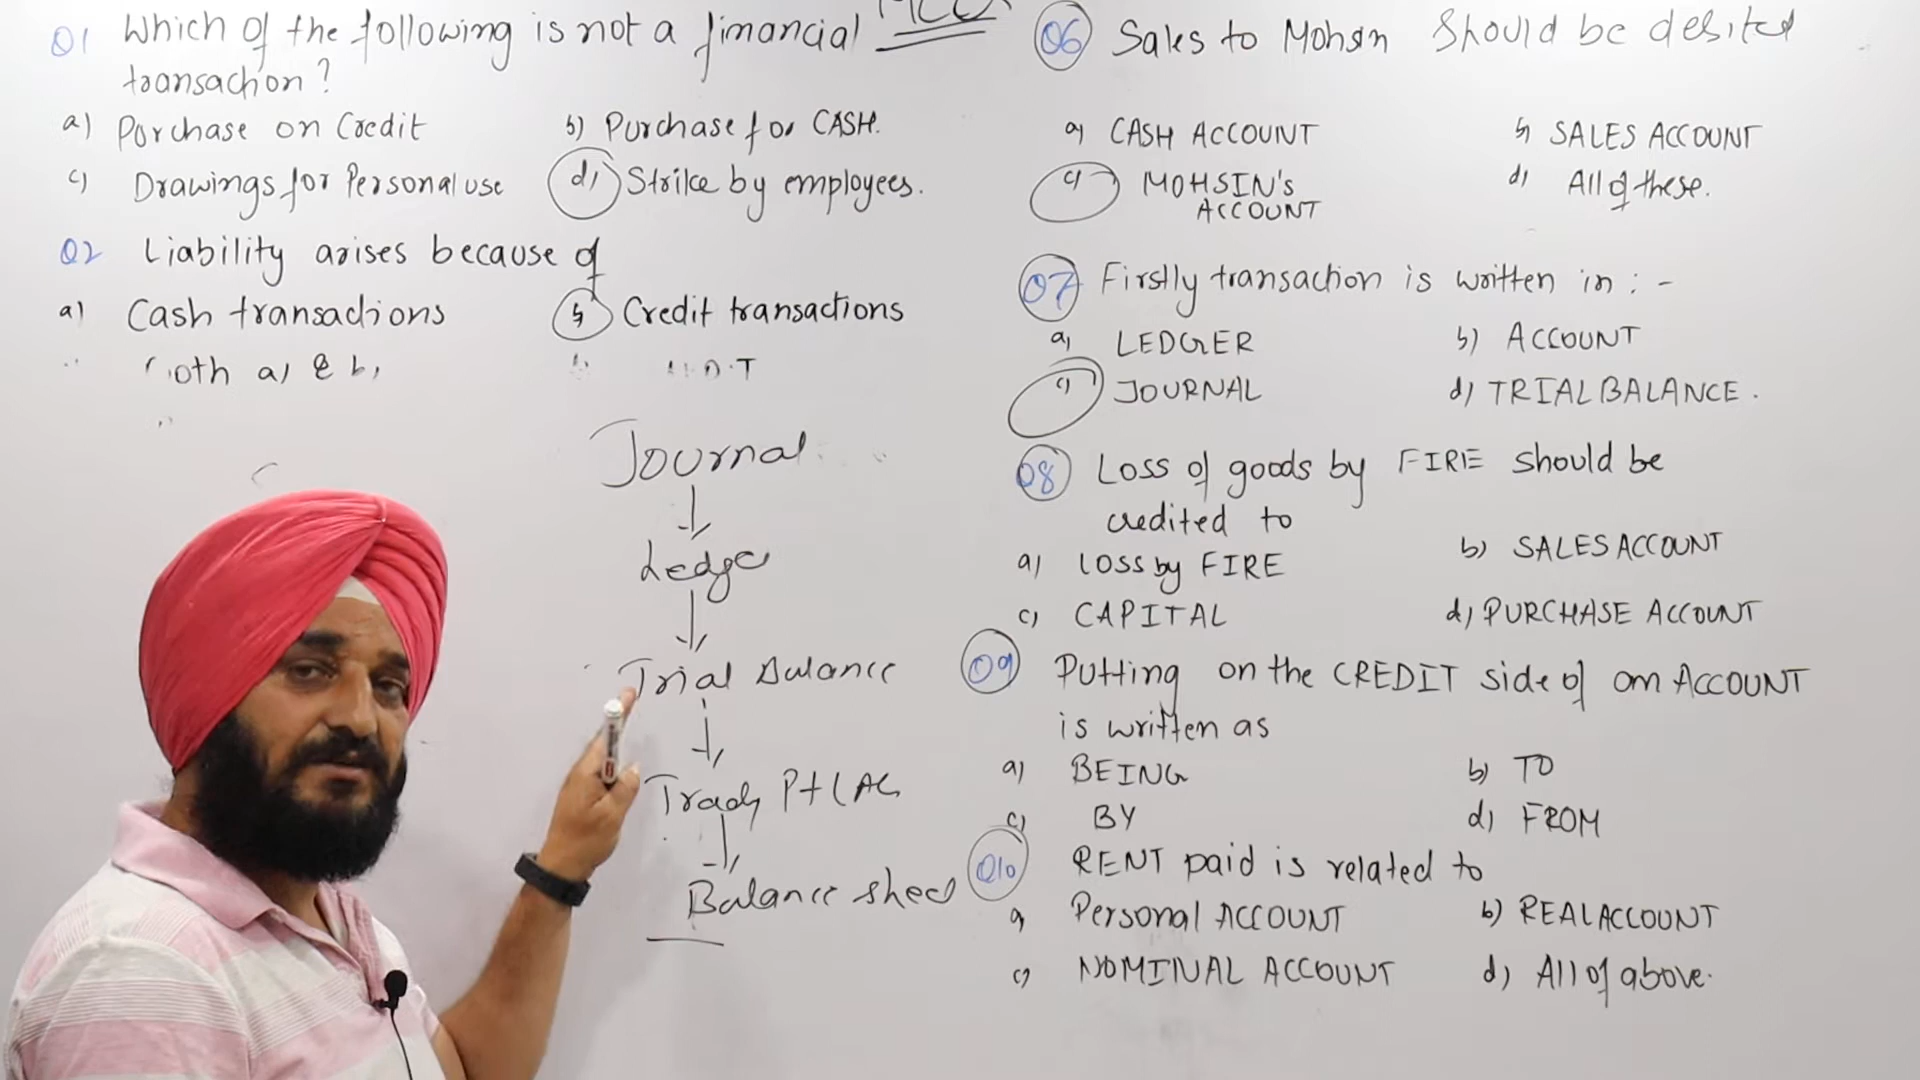 MCQ
Q1 Which of the following is not a financial
transaction?
a) Purchase on Credit b) Purchase for CASH.
c) Drawings for Personal use d) Strike by employees.
Q2 Liability arises because of
a) Cash transactions b) Credit transactions
oth a) & b)
Journal
Ledge
Trial Balance
Trady P+L A/C
Balance sheet
Q6 Sales to Mohsin should be debited
a) CASH ACCOUNT b) SALES ACCOUNT
c) MOHSIN's d) All of these.
ACCOUNT
Q7 Firstly transaction is written in :-
a) LEDGER b) ACCOUNT
c) JOURNAL d) TRIAL BALANCE.
Q8 Loss of goods by FIRE should be
credited to
a) Loss by FIRE b) SALES ACCOUNT
c) CAPITAL d) PURCHASE ACCOUNT
Q9 Putting on the CREDIT side of an ACCOUNT
is written as
a) BEING b) TO
c) BY d) FROM
Q10 RENT paid is related to
a) Personal ACCOUNT b) REAL ACCOUNT
c) NOMINAL ACCOUNT d) All of above.